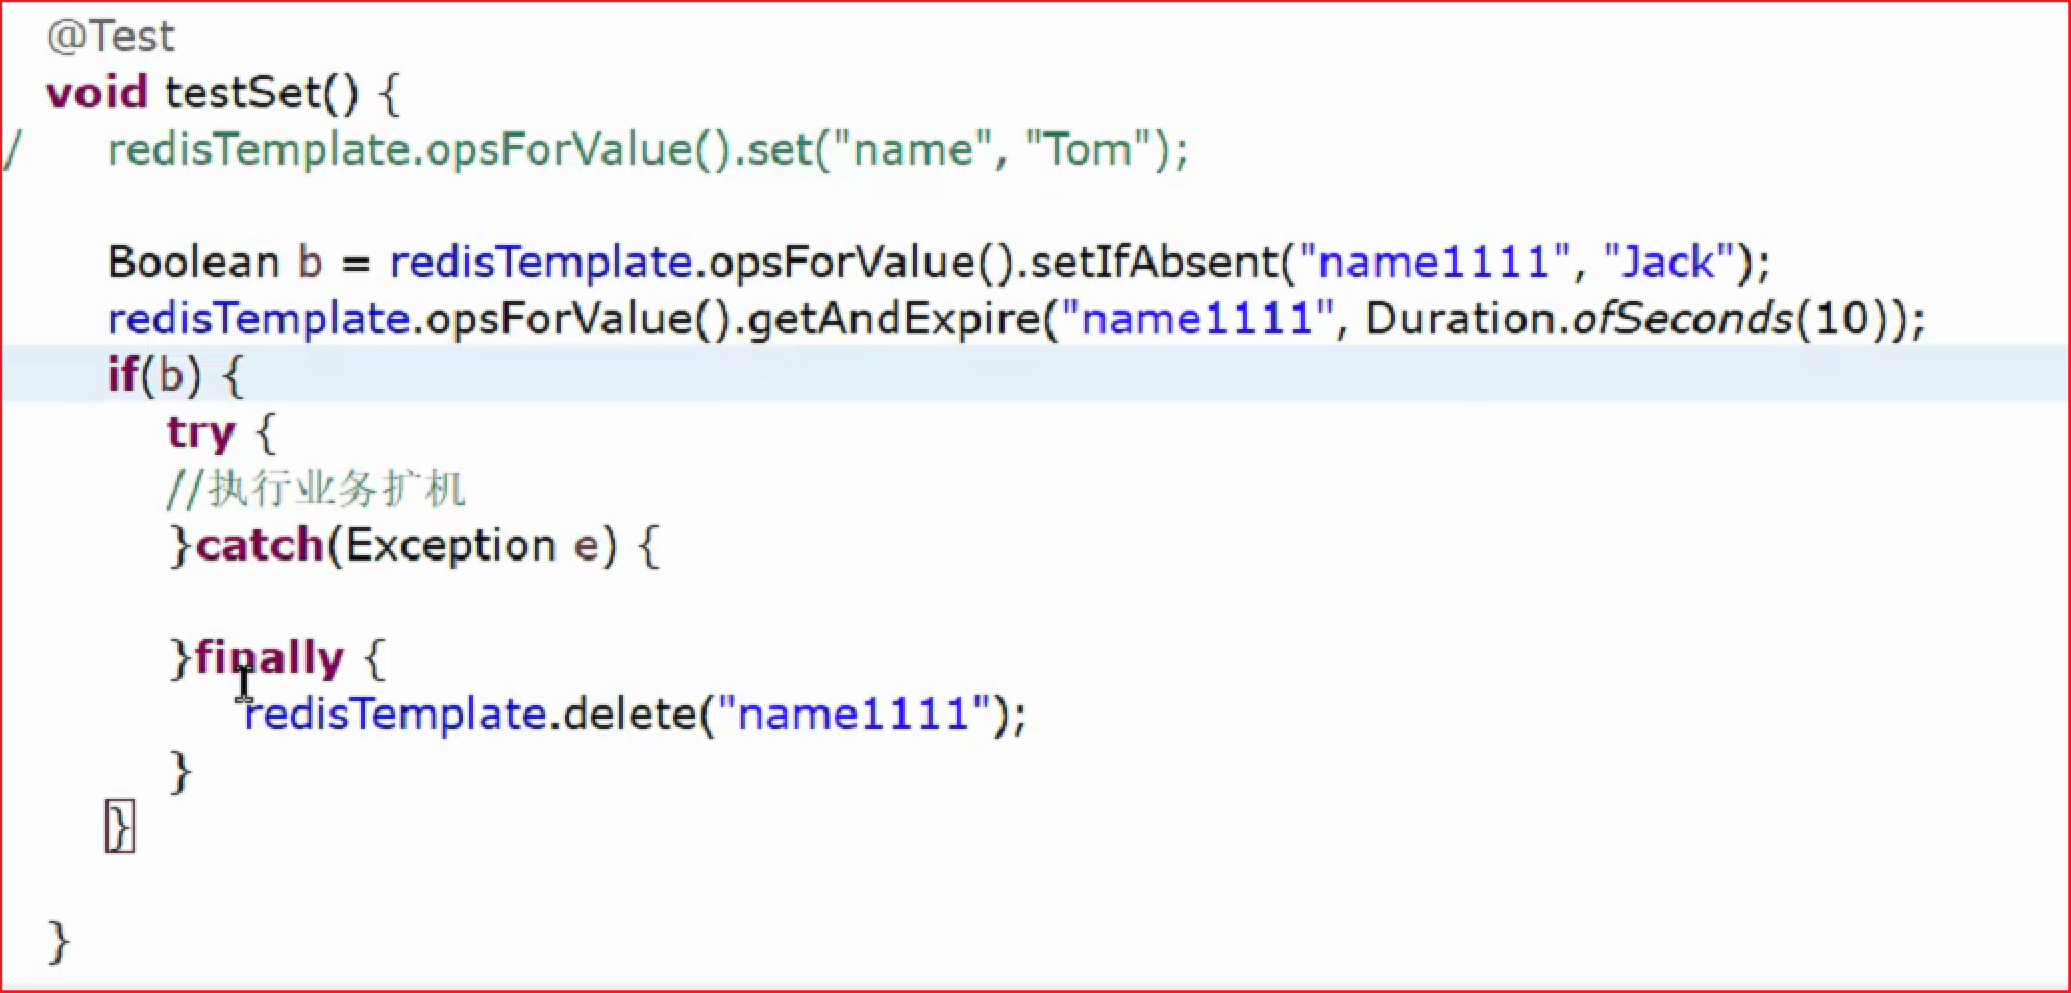 @Test
void testSet() {
/ redisTemplate.opsForValue().set("name", "Tom");
Boolean b = redisTemplate.opsForValue().setIfAbsent("name1111", "Jack");
redisTemplate.opsForValue().getAndExpire("name1111", Duration.ofSeconds(10));
if(b) {
try {
//执行业务扩机
}catch(Exception e) {
}finally {
redisTemplate.delete("name1111");
}
}
}